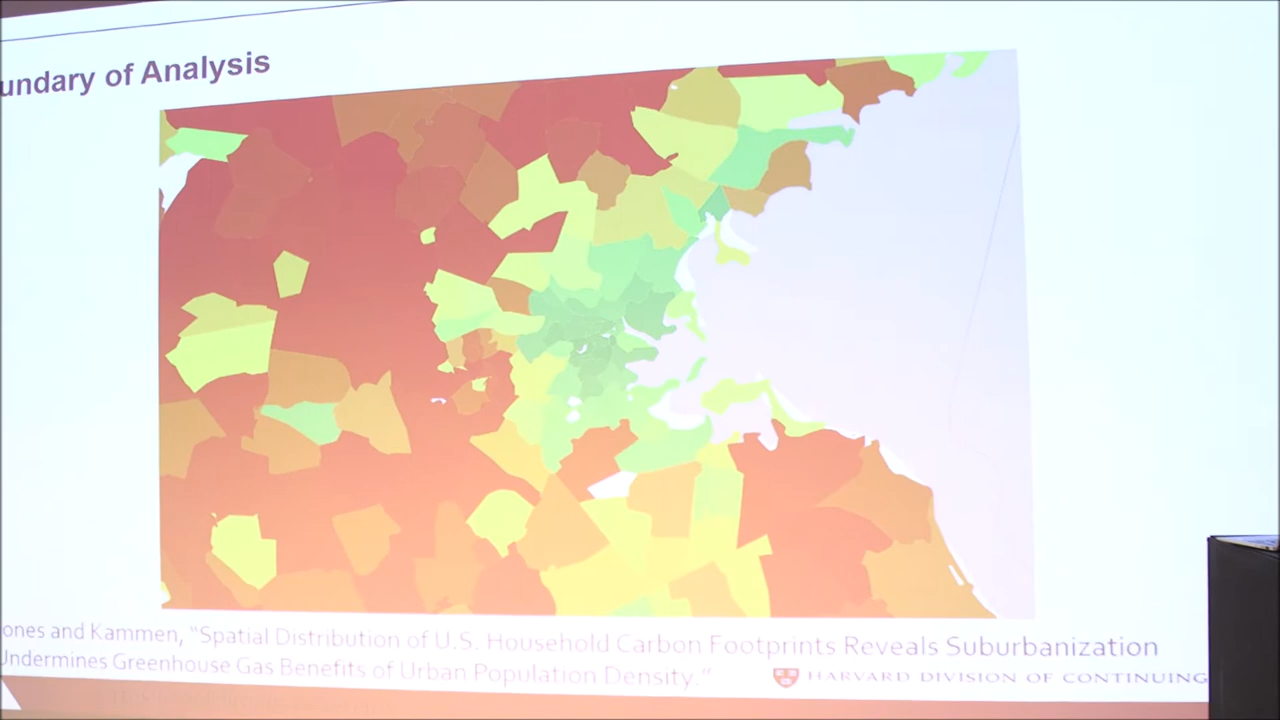 undary of Analysis
ones and Kammen, “Spatial Distribution of U.S. Household Carbon Footprints Reveals Suburbanization
Undermines Greenhouse Gas Benefits of Urban Population Density.“
HARVARD DIVISION OF CONTINUING